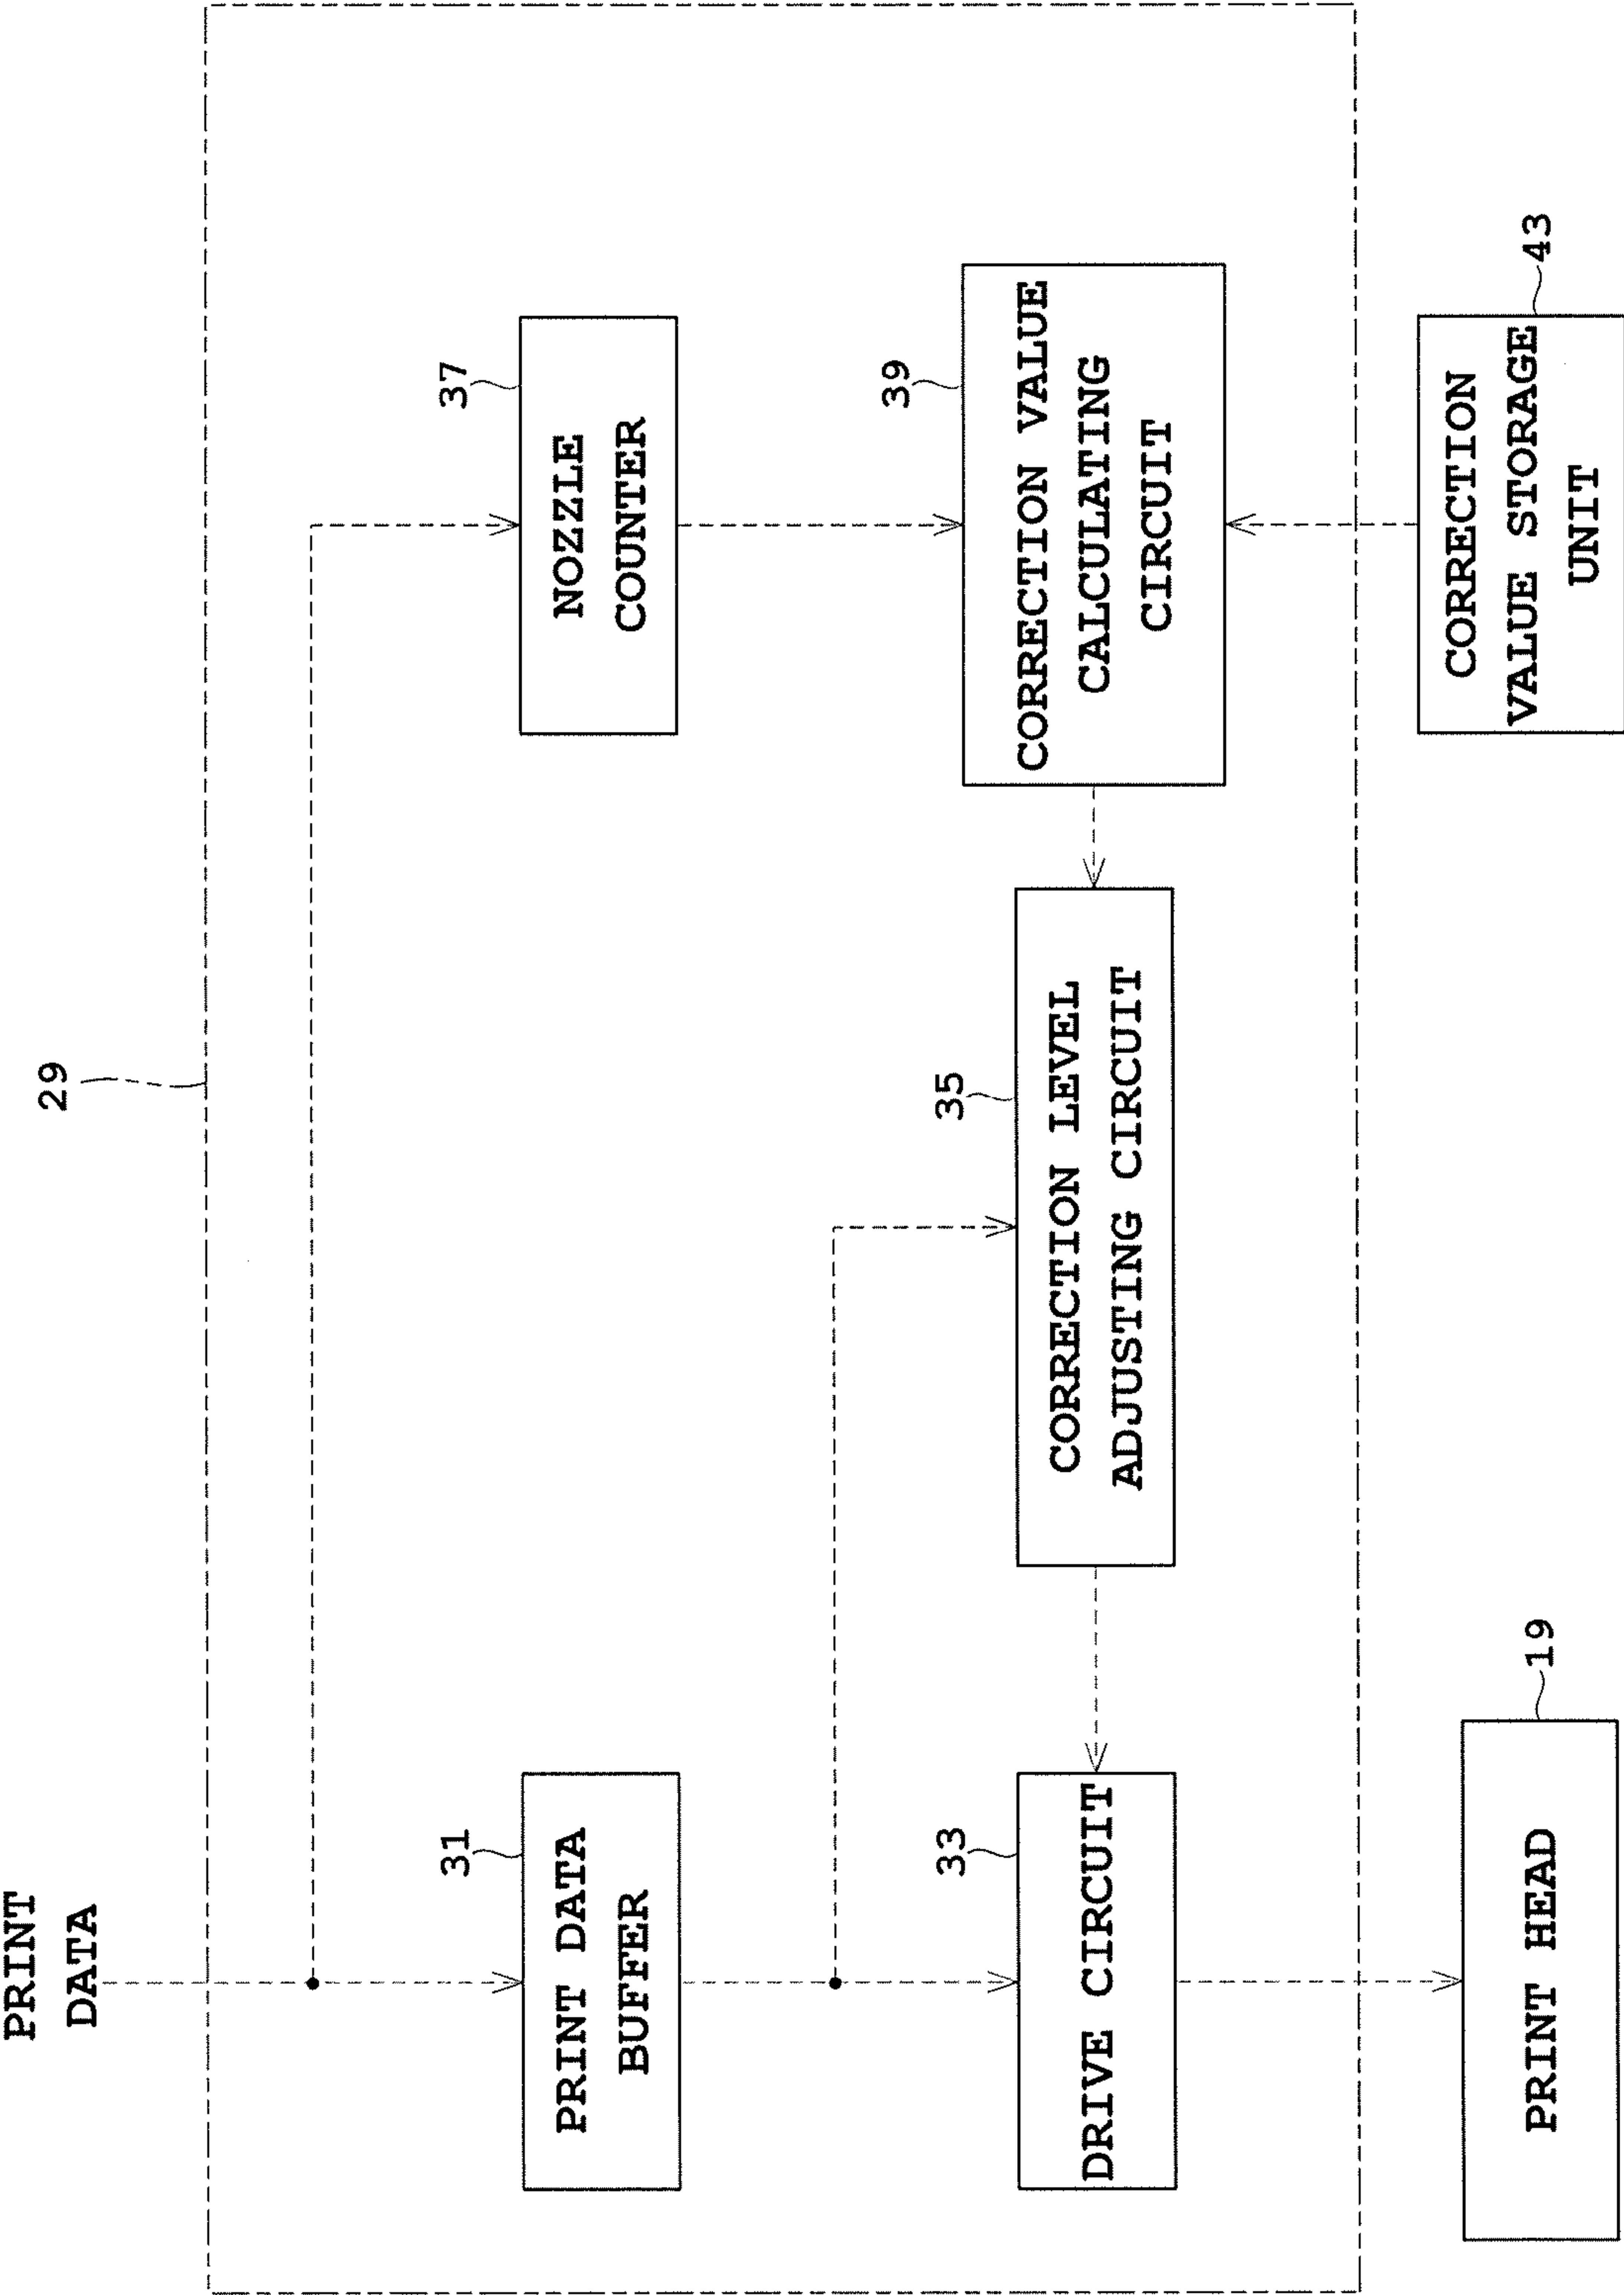 29
PRINT
DATA
31
PRINT DATA
BUFFER
37
NOZZLE
COUNTER
33
DRIVE CIRCUIT
35
CORRECTION LEVEL
ADJUSTING CIRCUIT
39
CORRECTION VALUE
CALCULATING
CIRCUIT
19
PRINT HEAD
43
CORRECTION
VALUE STORAGE
UNIT